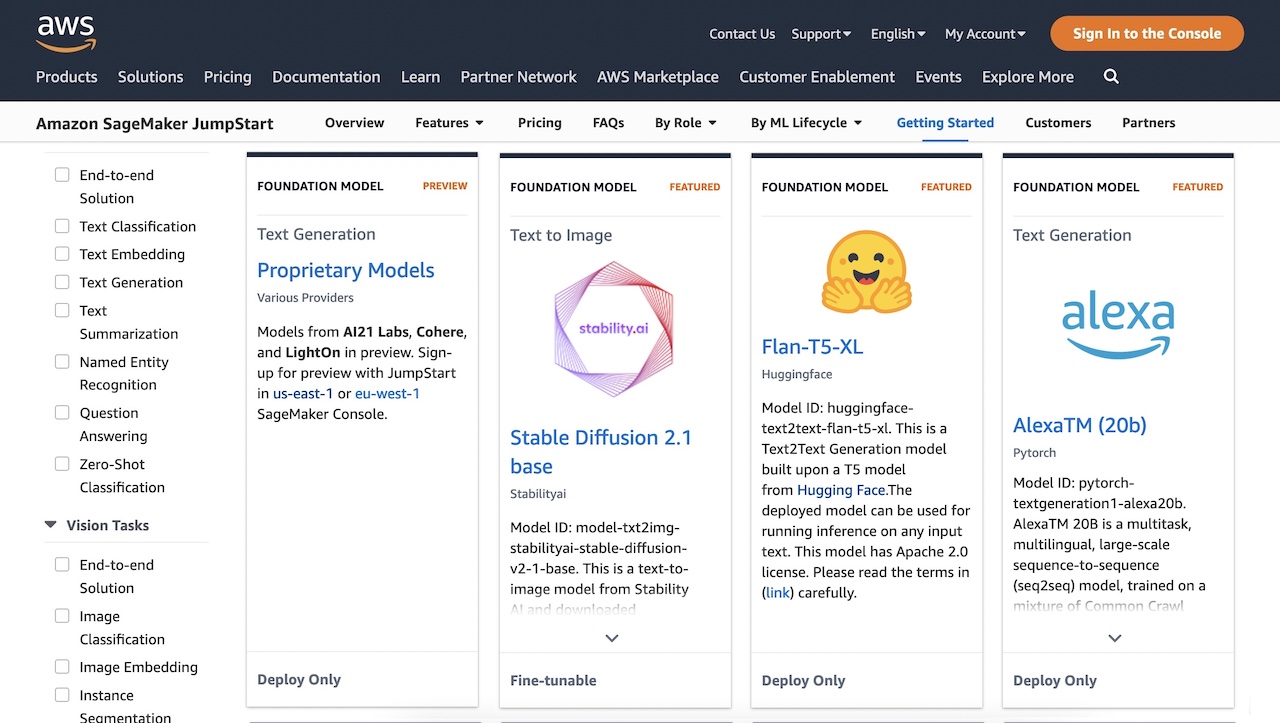 aws
Contact Us Support English My Account Sign In to the Console
Products Solutions Pricing Documentation Learn Partner Network AWS Marketplace Customer Enablement Events Explore More
Amazon SageMaker JumpStart Overview Features Pricing FAQs By Role By ML Lifecycle Getting Started Customers Partners
End-to-end
Solution
Text Classification
Text Embedding
Text Generation
Text
Summarization
Named Entity
Recognition
Question
Answering
Zero-Shot
Classification
Vision Tasks
End-to-end
Solution
Image
Classification
Image Embedding
Instance
Segmentation
FOUNDATION MODEL PREVIEW
Text Generation
Proprietary Models
Various Providers
Models from AI21 Labs, Cohere,
and LightOn in preview. Sign-
up for preview with JumpStart
in us-east-1 or eu-west-1
SageMaker Console.
Deploy Only
FOUNDATION MODEL FEATURED
Text to Image
stability.ai
Stable Diffusion 2.1
base
Stabilityai
Model ID: model-txt2img-
stabilityai-stable-diffusion-
v2-1-base. This is a text-to-
image model from Stability
AI and downloaded
Fine-tunable
FOUNDATION MODEL FEATURED
Flan-T5-XL
Huggingface
Model ID: huggingface-
text2text-flan-t5-xl. This is a
Text2Text Generation model
built upon a T5 model
from Hugging Face.The
deployed model can be used for
running inference on any input
text. This model has Apache 2.0
license. Please read the terms in
(link) carefully.
Deploy Only
FOUNDATION MODEL FEATURED
Text Generation
alexa
AlexaTM (20b)
Pytorch
Model ID: pytorch-
textgeneration1-alexa20b.
AlexaTM 20B is a multitask,
multilingual, large-scale
sequence-to-sequence
(seq2seq) model, trained on a
mixture of Common Crawl
Deploy Only